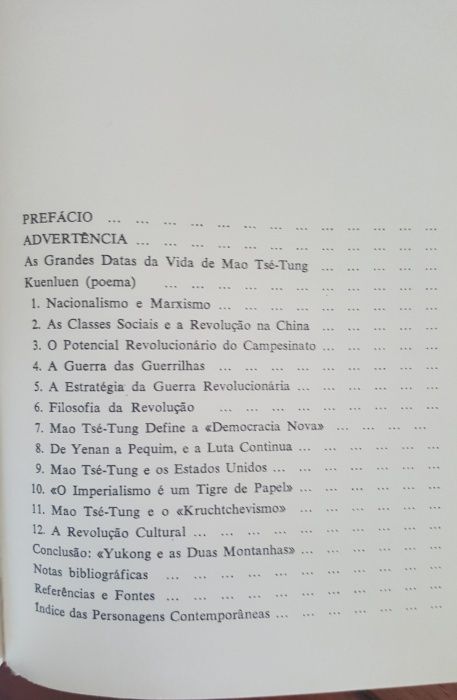 PREFÁCIO ... ... ... ... ... ... ... ... ... ... ... ...
ADVERTÊNCIA ... ... ... ... ... ... ... ... ... ... ...
As Grandes Datas da Vida de Mao Tsé-Tung ... ... ... ... ...
Kuenluen (poema) ... ... ... ... ... ... ... ... ... ...
1. Nacionalismo e Marxismo ... ... ... ... ... ... ... ...
2. As Classes Sociais e a Revolução na China ... ... ... ... ...
3. O Potencial Revolucionário do Campesinato ... ... ... ... ...
4. A Guerra das Guerrilhas ... ... ... ... ... ... ... ...
5. A Estratégia da Guerra Revolucionária ... ... ... ... ... ...
6. Filosofia da Revolução ... ... ... ... ... ... ... ...
7. Mao Tsé-Tung Define a «Democracia Nova» ... ... ... ...
8. De Yenan a Pequim, e a Luta Continua ... ... ... ... ... ...
9. Mao Tsé-Tung e os Estados Unidos ... ... ... ... ... ... ...
10. «O Imperialismo é um Tigre de Papel» ... ... ... ... ... ...
11. Mao Tsé-Tung e o «Kruchtchevismo» ... ... ... ... ... ...
12. A Revolução Cultural ... ... ... ... ... ... ... ... ...
Conclusão: «Yukong e as Duas Montanhas» ... ... ... ... ... ...
Notas bibliográficas ... ... ... ... ... ... ... ... ... ...
Referências e Fontes ... ... ... ... ... ... ... ... ... ...
Indice das Personagens Contemporâneas ... ... ... ... ... ... ...